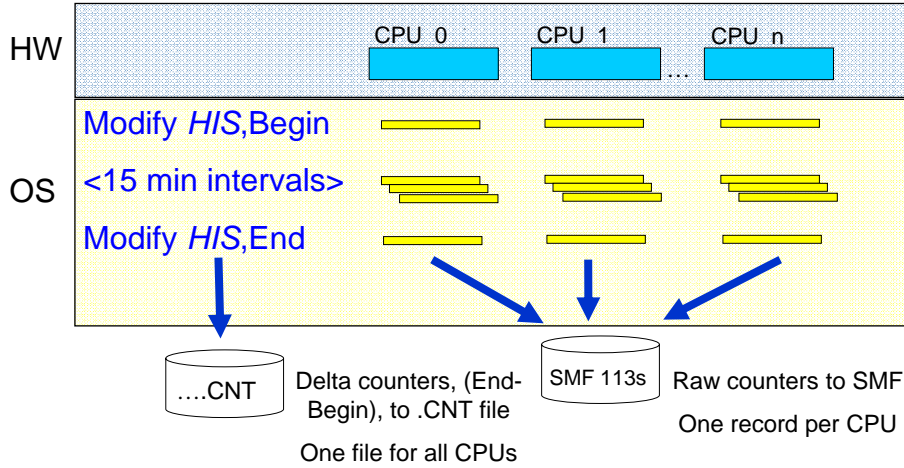 HW
CPU 0
CPU 1
...
CPU n
OS
Modify HIS,Begin
<15 min intervals>
Modify HIS,End
....CNT
Delta counters, (End-
Begin), to .CNT file
One file for all CPUs
SMF 113s
Raw counters to SMF
One record per CPU